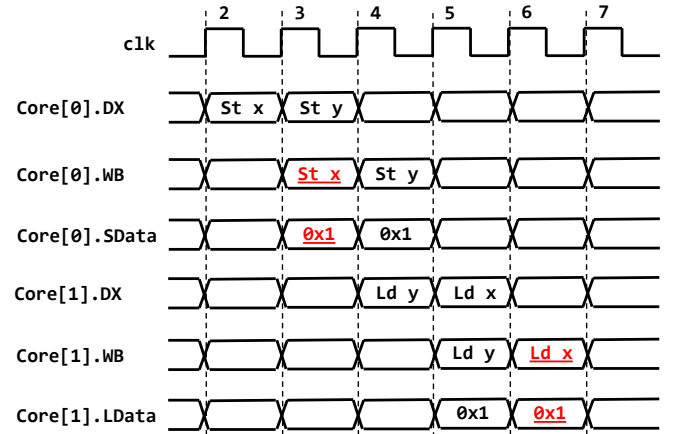 2 3 4 5 6 7
clk
Core[0].DX St x St y
Core[0].WB St x St y
Core[0].SData 0x1 0x1
Core[1].DX Ld y Ld x
Core[1].WB Ld y Ld x
Core[1].LData 0x1 0x1